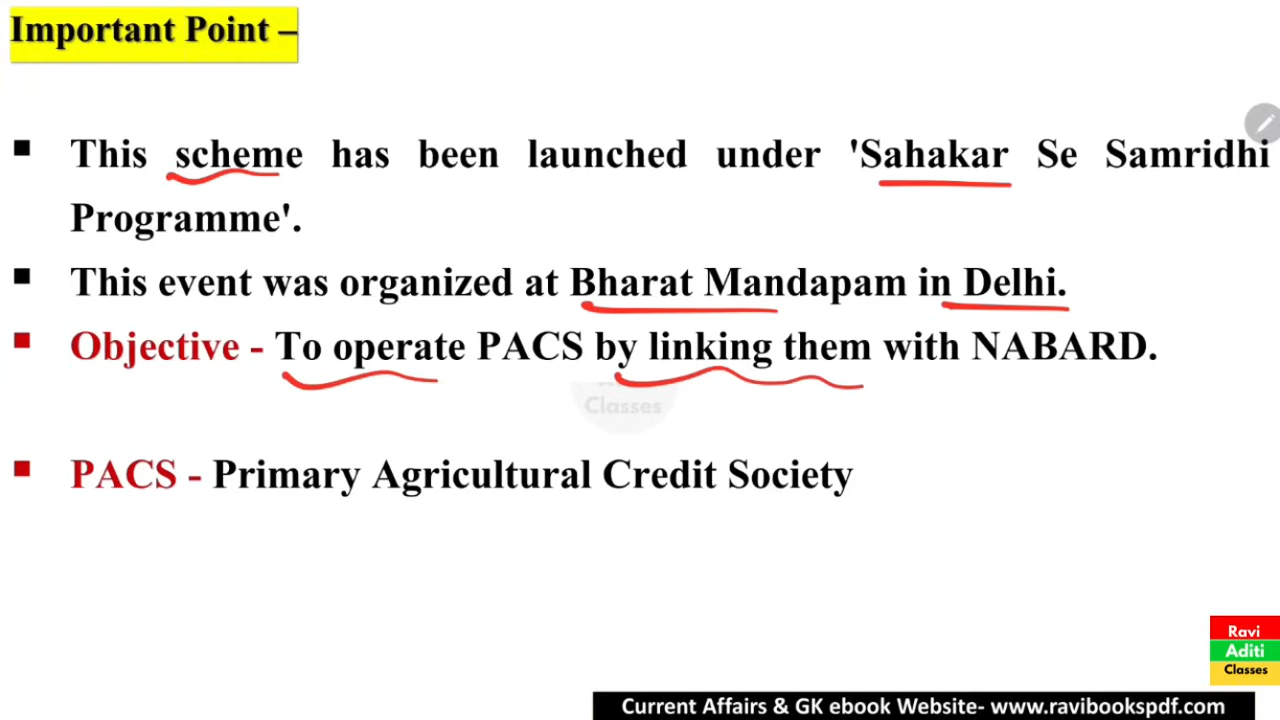 Important Point –
▪ This scheme has been launched under 'Sahakar Se Samridhi
Programme'.
▪ This event was organized at Bharat Mandapam in Delhi.
▪ Objective - To operate PACS by linking them with NABARD.
Classes
▪ PACS - Primary Agricultural Credit Society
Ravi
Aditi
Classes
Current Affairs & GK ebook Website- www.ravibookspdf.com